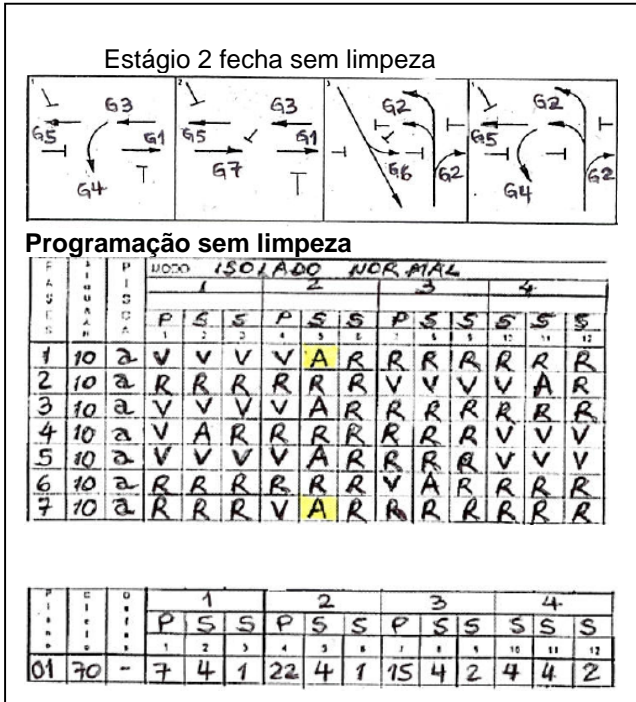 Estágio 2 fecha sem limpeza
1 2 3 1
G3 G3 G2 G2
G5 G1 G5 G1 G5
G4 G7 G6 G2 G4 G2
Programação sem limpeza
FASES P I S C A MODO ISOLADO NORMAL
1 2 3 4
P S S P S S P S S S S S
1 2 3 4 5 6 7 8 9 10 11 12
1 10 a V V V V A R R R R R R R
2 10 a R R R R R R V V V V A R
3 10 a V V V V A R R R R R R R
4 10 a V A R R R R R R R V V V
5 10 a V V V V A R R R R V V V
6 10 a R R R R R R V A R R R R
7 10 a R R R V A R R R R R R R
Plano Ciclo 1 2 3 4
P S S P S S P S S S S S
1 2 3 4 5 6 7 8 9 10 11 12
01 70 - 7 4 1 22 4 1 15 4 2 4 4 2